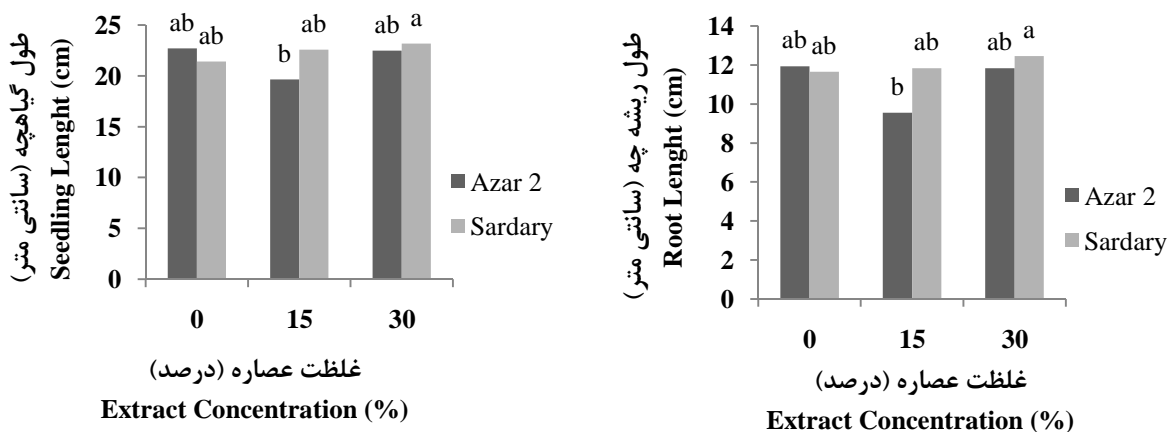 طول گیاهچه (سانتی متر)
Seedling Lenght (cm)
25
20
15
10
5
0
ab
ab
b
ab
ab
a
0
15
30
Azar 2
Sardary
غلظت عصاره (درصد)
Extract Concentration (%)
طول ریشه چه (سانتی متر)
Root Lenght (cm)
14
12
10
8
6
4
2
0
ab
ab
b
ab
ab
a
0
15
30
Azar 2
Sardary
غلظت عصاره (درصد)
Extract Concentration (%)